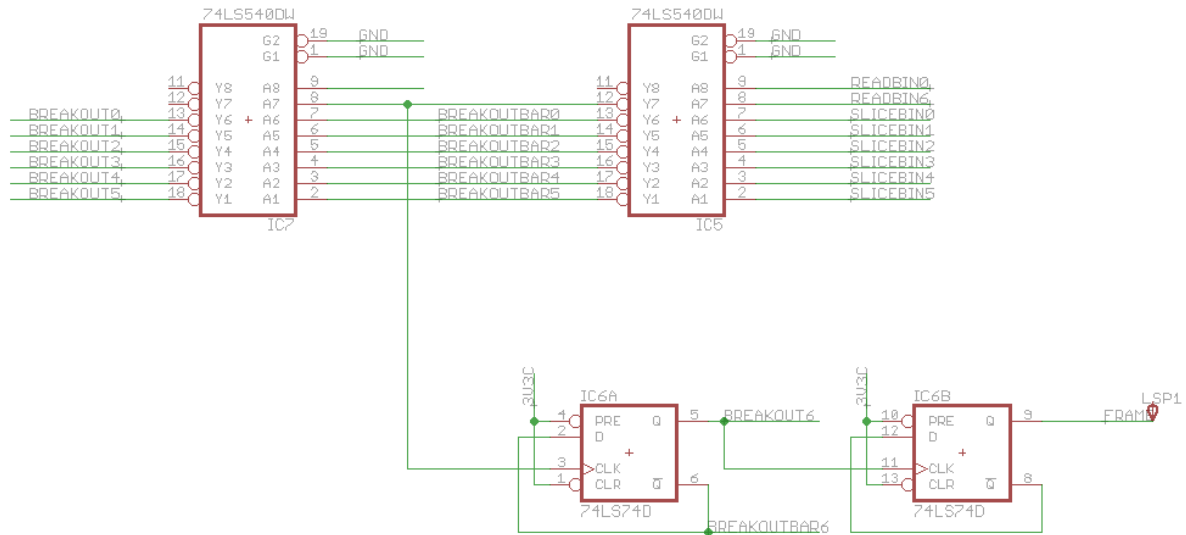 74LS540DW 74LS540DW
G2 19 GND G2 19 GND
G1 1 GND G1 1 GND
11 Y8 A8 9 11 Y8 A8 9 READBIN0
12 Y7 A7 8 12 Y7 A7 8 READBIN6
BREAKOUT0 13 Y6 A6 7 BREAKOUTBAR0 13 Y6 A6 7 SLICEBIN0
BREAKOUT1 14 Y5 A5 6 BREAKOUTBAR1 14 Y5 A5 6 SLICEBIN1
BREAKOUT2 15 Y4 A4 5 BREAKOUTBAR2 15 Y4 A4 5 SLICEBIN2
BREAKOUT3 16 Y3 A3 4 BREAKOUTBAR3 16 Y3 A3 4 SLICEBIN3
BREAKOUT4 17 Y2 A2 3 BREAKOUTBAR4 17 Y2 A2 3 SLICEBIN4
BREAKOUT5 18 Y1 A1 2 BREAKOUTBAR5 18 Y1 A1 2 SLICEBIN5
IC7 IC5
3V3C IC6A 3V3C IC6B LSP1
4 PRE Q 5 BREAKOUT6 10 PRE Q 9 FRAME
2 D 12 D
3 CLK 11 CLK
1 CLR Q 6 13 CLR Q 8
74LS74D 74LS74D
BREAKOUTBAR6